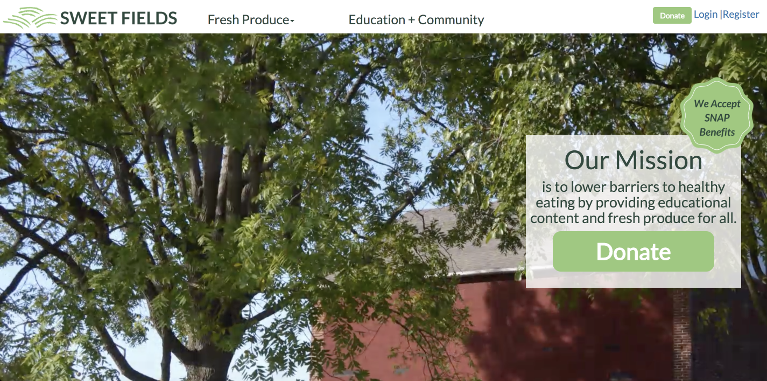 SWEET FIELDS
Fresh Produce
Education + Community
Donate
Login |Register
We Accept
SNAP
Benefits
Our Mission
is to lower barriers to healthy
eating by providing educational
content and fresh produce for all.
Donate